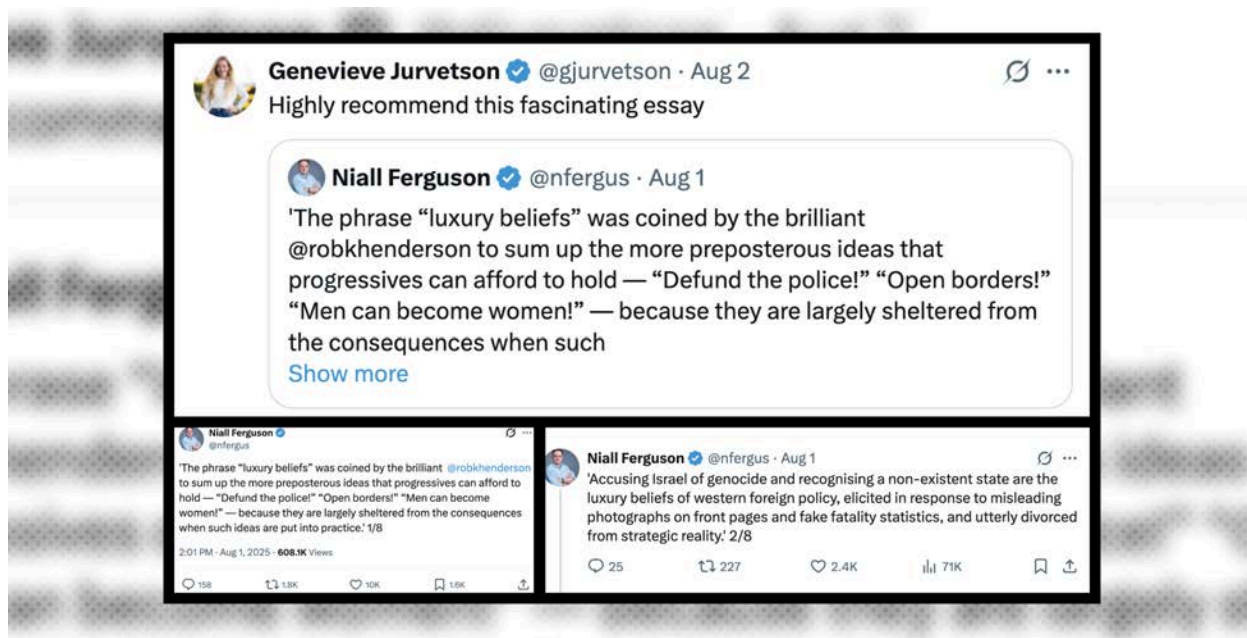 Genevieve Jurvetson @gjurvetson · Aug 2
Highly recommend this fascinating essay
Niall Ferguson @nfergus · Aug 1
'The phrase “luxury beliefs” was coined by the brilliant
@robkhenderson to sum up the more preposterous ideas that
progressives can afford to hold — “Defund the police!” “Open borders!”
“Men can become women!” — because they are largely sheltered from
the consequences when such
Show more
Niall Ferguson
@nfergus
'The phrase “luxury beliefs” was coined by the brilliant @robkhenderson
to sum up the more preposterous ideas that progressives can afford to
hold — “Defund the police!” “Open borders!” “Men can become
women!” — because they are largely sheltered from the consequences
when such ideas are put into practice.' 1/8
2:01 PM · Aug 1, 2025 · 608.1K Views
158 1.8K 10K 1.6K
Niall Ferguson @nfergus · Aug 1
'Accusing Israel of genocide and recognising a non-existent state are the
luxury beliefs of western foreign policy, elicited in response to misleading
photographs on front pages and fake fatality statistics, and utterly divorced
from strategic reality.' 2/8
25 227 2.4K 71K